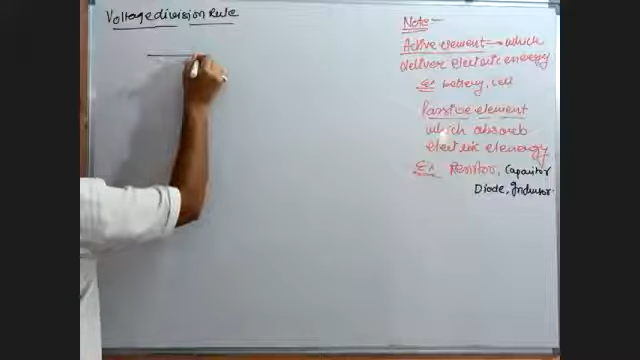 Voltage division Rule
Note-
Active element → which
deliver electric energy
Ex battery, cell
Passive element
which absorb
electric elenergy
Ex Resistor, Capacitor
Diode, Inductor.